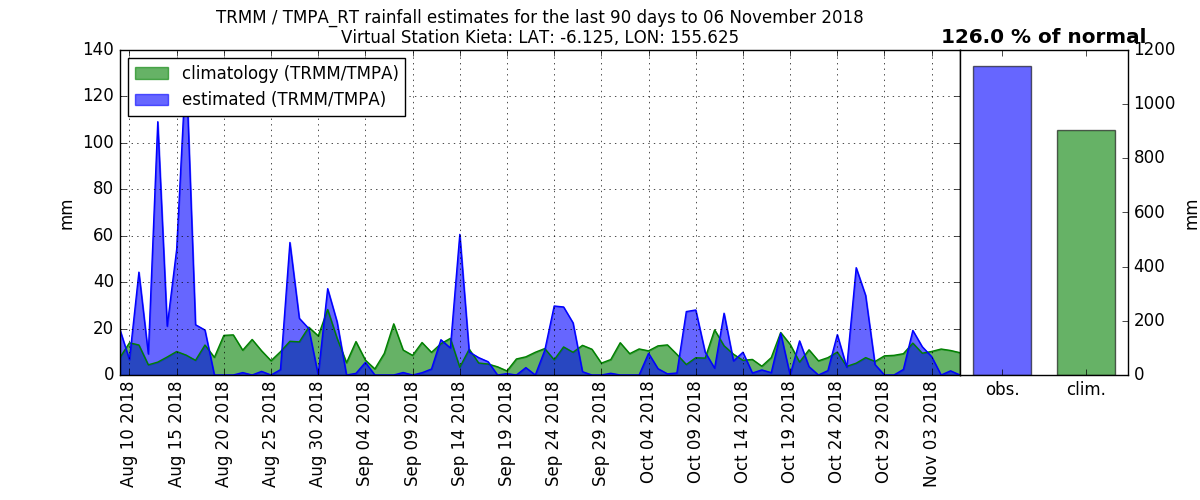 TRMM / TMPA_RT rainfall estimates for the last 90 days to 06 November 2018
Virtual Station Kieta: LAT: -6.125, LON: 155.625
126.0 % of normal
climatology (TRMM/TMPA)
estimated (TRMM/TMPA)
140
120
100
80
60
40
20
0
mm
Aug 10 2018
Aug 15 2018
Aug 20 2018
Aug 25 2018
Aug 30 2018
Sep 04 2018
Sep 09 2018
Sep 14 2018
Sep 19 2018
Sep 24 2018
Sep 29 2018
Oct 04 2018
Oct 09 2018
Oct 14 2018
Oct 19 2018
Oct 24 2018
Oct 29 2018
Nov 03 2018
obs.
clim.
1200
1000
800
600
400
200
0
mm